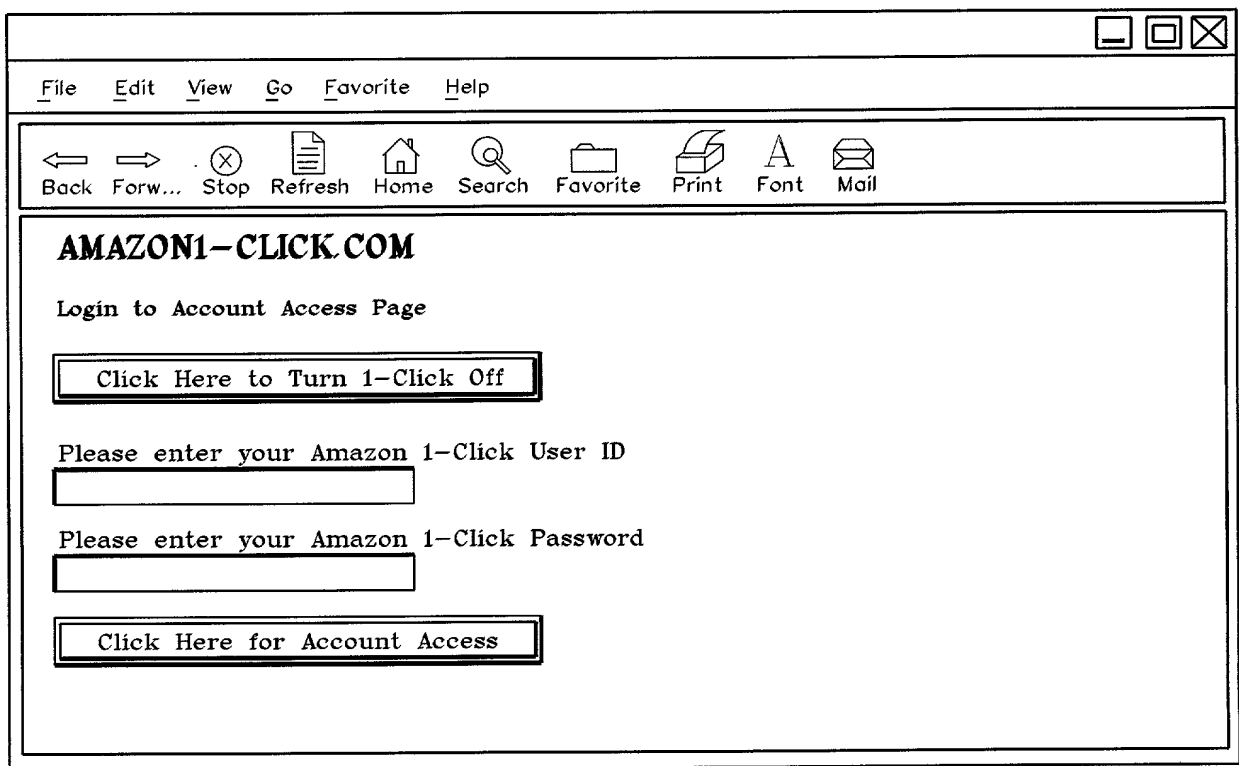 File Edit View Go Favorite Help
Back Forw... Stop Refresh Home Search Favorite Print Font Mail
AMAZON1-CLICK.COM
Login to Account Access Page
Click Here to Turn 1-Click Off
Please enter your Amazon 1-Click User ID
Please enter your Amazon 1-Click Password
Click Here for Account Access